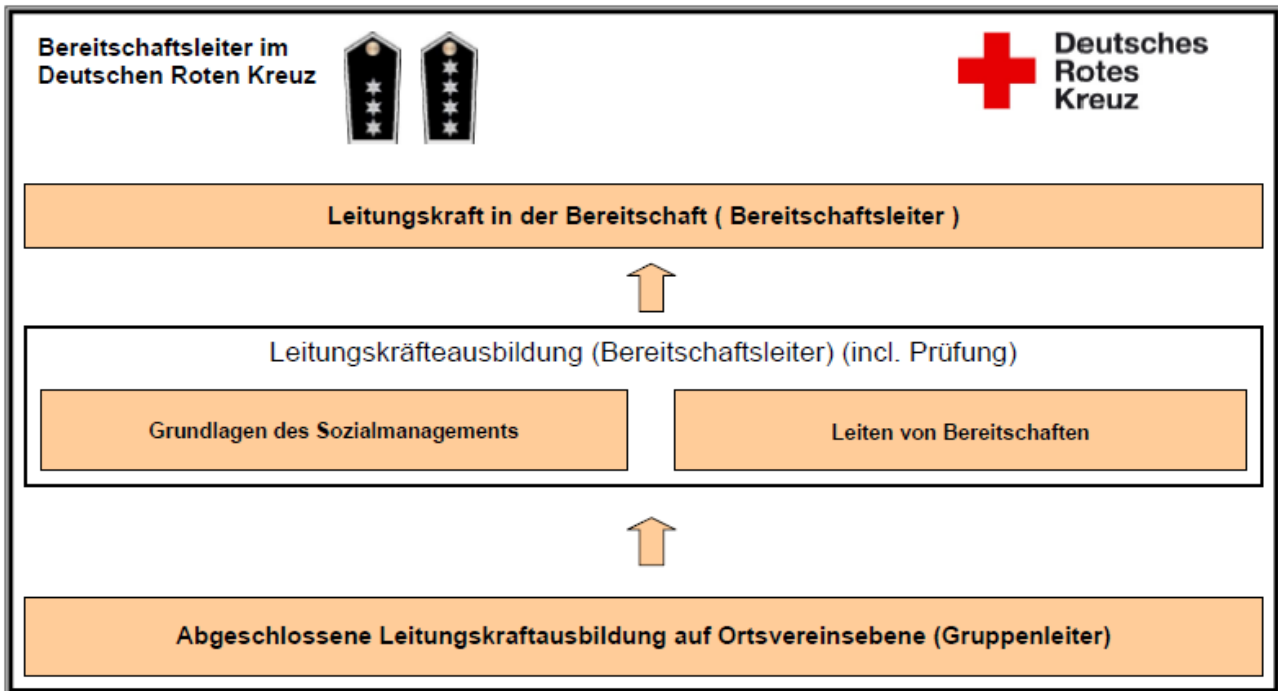 Bereitschaftsleiter im
Deutschen Roten Kreuz
Deutsches
Rotes
Kreuz
Leitungskraft in der Bereitschaft ( Bereitschaftsleiter )
Leitungskräfteausbildung (Bereitschaftsleiter) (incl. Prüfung)
Grundlagen des Sozialmanagements
Leiten von Bereitschaften
Abgeschlossene Leitungskraftausbildung auf Ortsvereinsebene (Gruppenleiter)